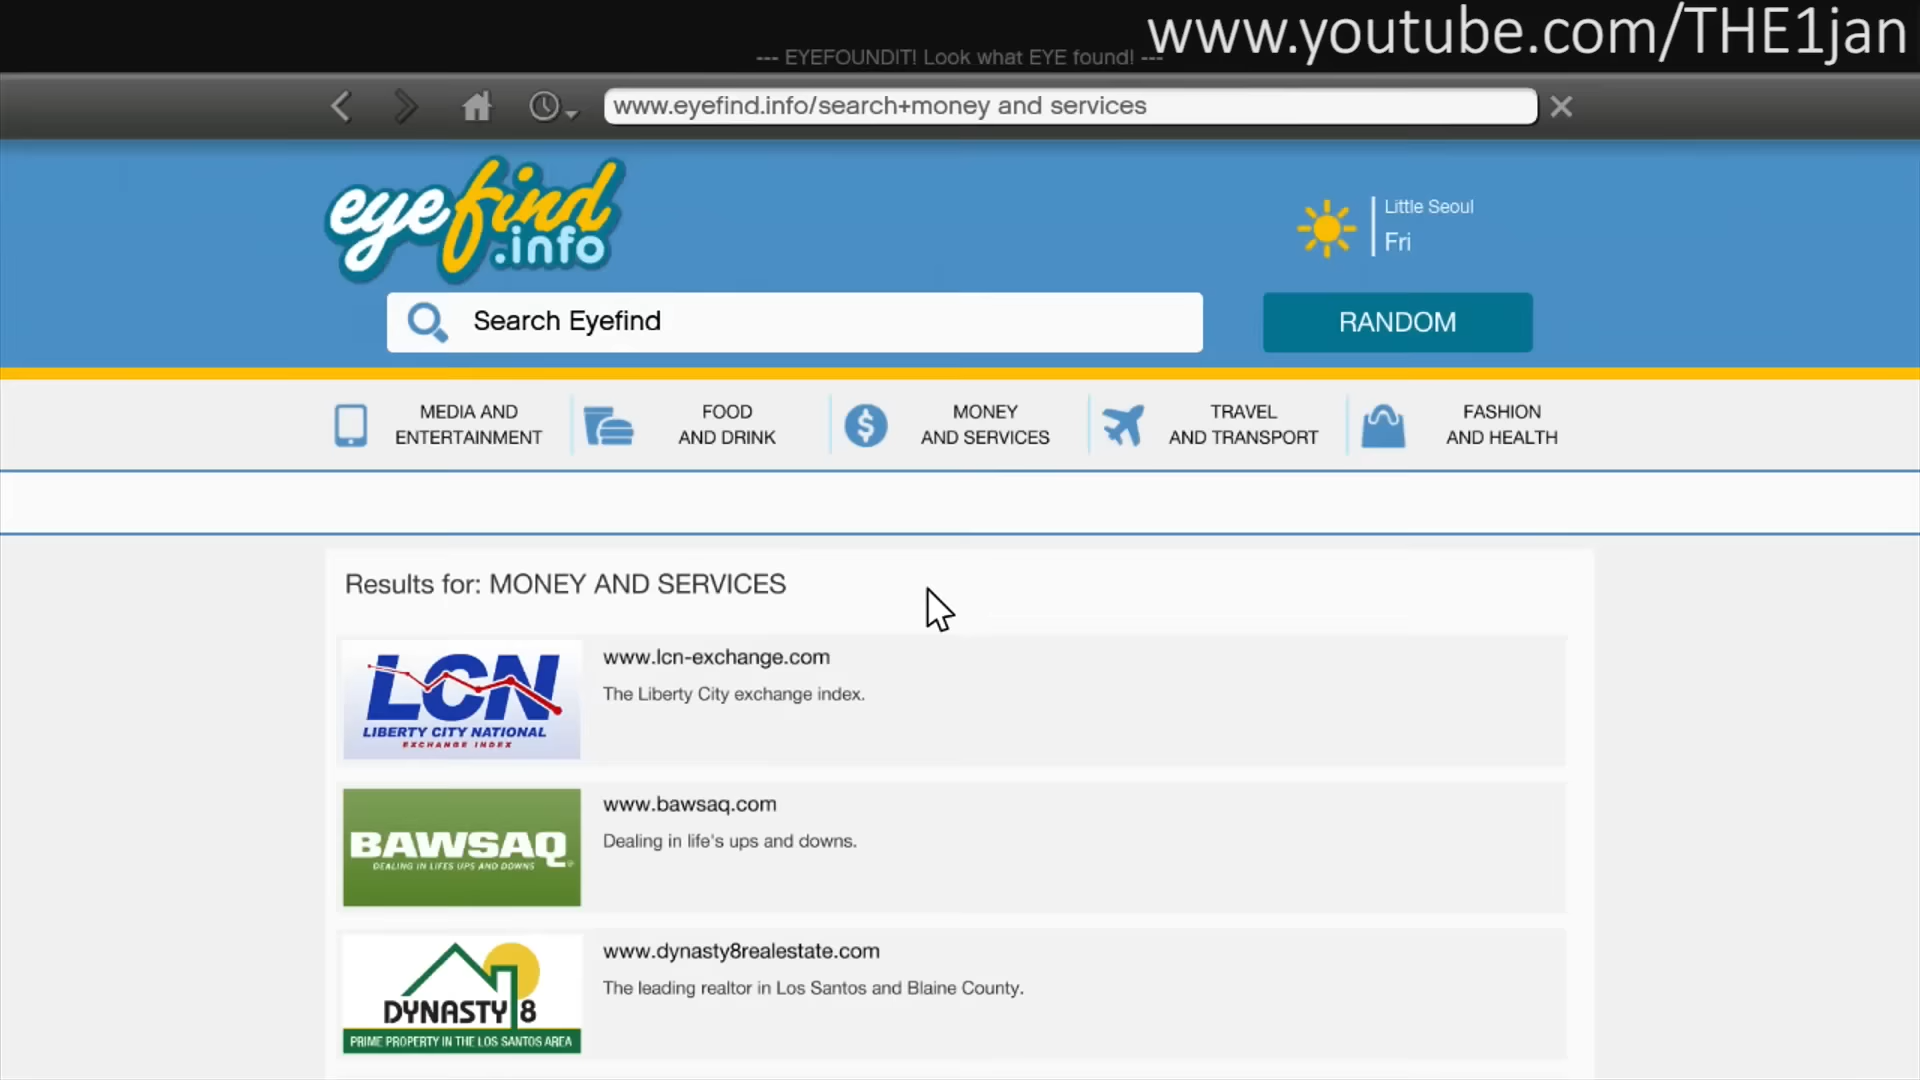 www.youtube.com/THE1jan
--- EYEFOUNDIT! Look what EYE found! ---
www.eyefind.info/search+money and services
eyefind
.info
Little Seoul
Fri
Search Eyefind
RANDOM
MEDIA AND
ENTERTAINMENT
FOOD
AND DRINK
MONEY
AND SERVICES
TRAVEL
AND TRANSPORT
FASHION
AND HEALTH
Results for: MONEY AND SERVICES
LCN
LIBERTY CITY NATIONAL
EXCHANGE INDEX
www.lcn-exchange.com
The Liberty City exchange index.
BAWSAQ
DEALING IN LIFES UPS AND DOWNS
www.bawsaq.com
Dealing in life's ups and downs.
DYNASTY 8
PRIME PROPERTY IN THE LOS SANTOS AREA
www.dynasty8realestate.com
The leading realtor in Los Santos and Blaine County.